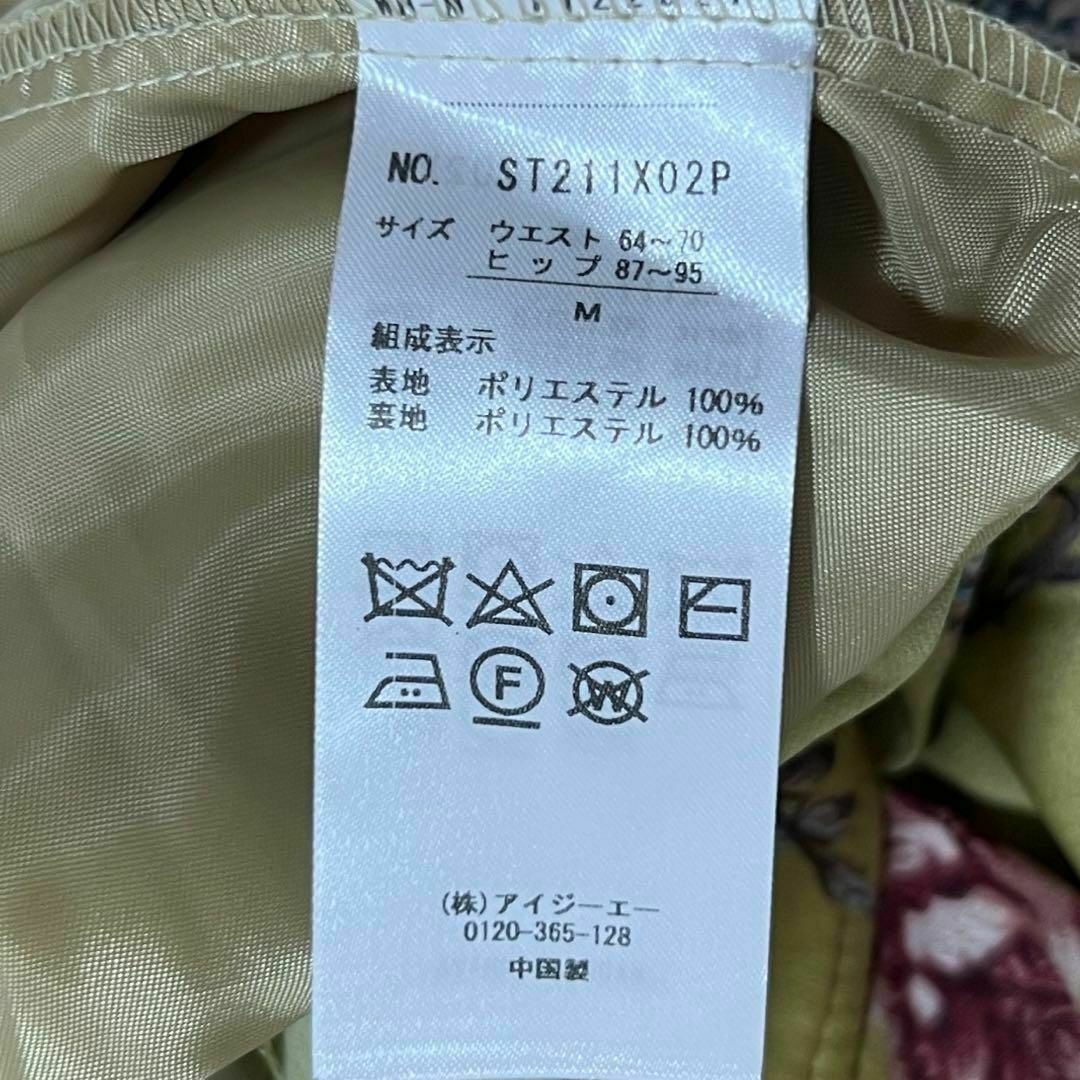 NO. ST211X02P
サイズ ウエスト 64～70
ヒップ 87～95
M
組成表示
表地 ポリエステル 100%
裏地 ポリエステル 100%
F
W
(株)アイジーエー
0120-365-128
中国製